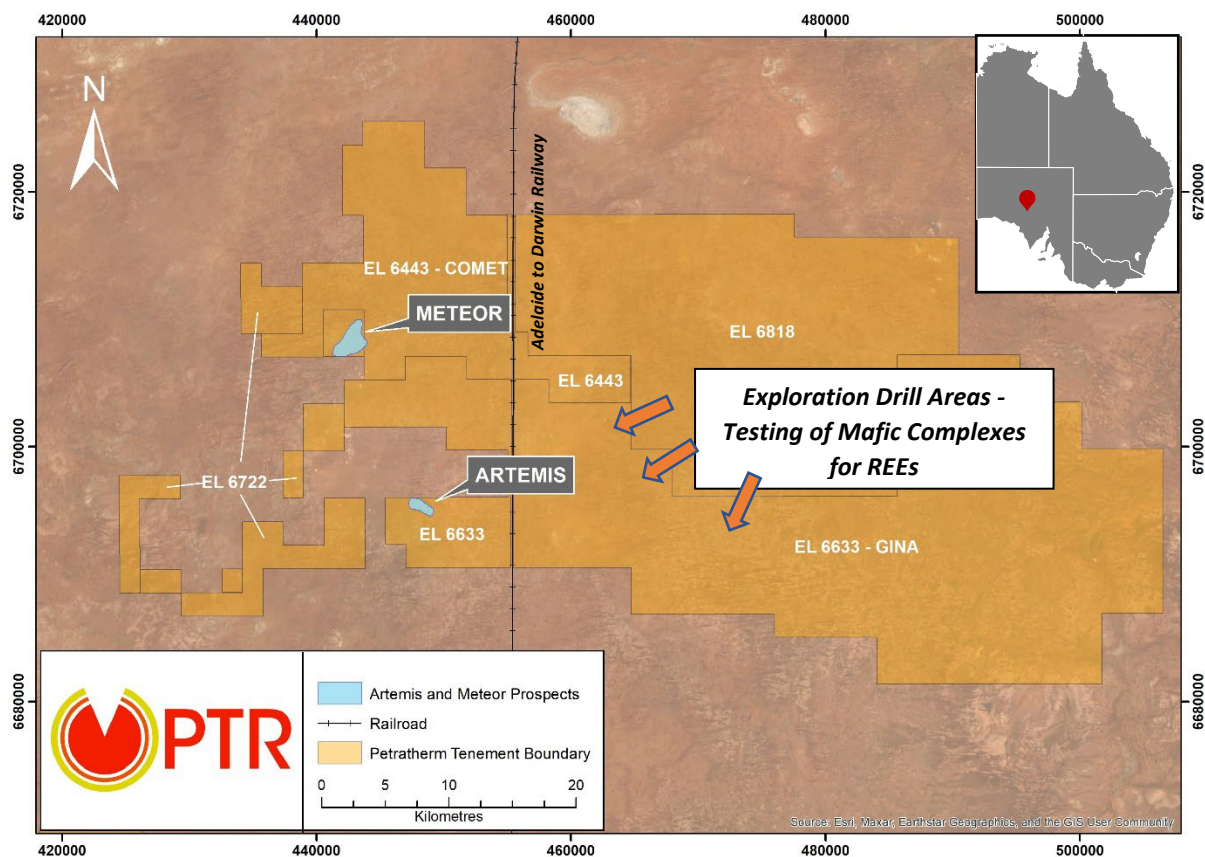 420000
440000
460000
480000
500000
N
6720000
6720000
Adelaide to Darwin Railway
EL 6443 - COMET
METEOR
EL 6818
EL 6443
Exploration Drill Areas -
Testing of Mafic Complexes
for REEs
6700000
6700000
EL 6722
ARTEMIS
EL 6633
EL 6633 - GINA
6680000
6680000
PTR
Artemis and Meteor Prospects
Railroad
Petratherm Tenement Boundary
0 5 10 20
Kilometres
Source: Esri, Maxar, Earthstar Geographics, and the GIS User Community
420000
440000
460000
480000
500000